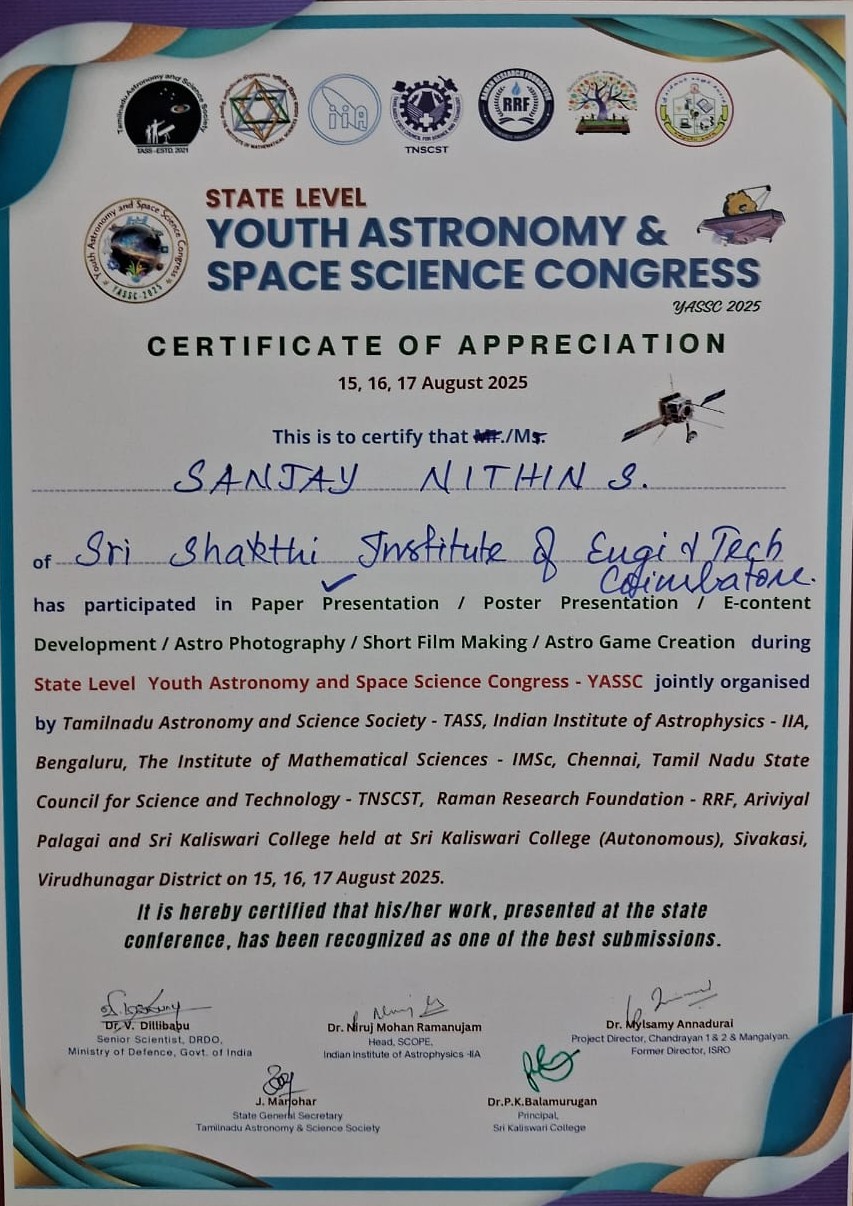 Tamilnadu Astronomy and Science Society
TASS - ESTD. 2021
iiA
TNSCST
RAMAN RESEARCH FOUNDATION
RRF
Youth Astronomy and Space Science Congress
YASSC-2025
STATE LEVEL
YOUTH ASTRONOMY &
SPACE SCIENCE CONGRESS
YASSC 2025
CERTIFICATE OF APPRECIATION
15, 16, 17 August 2025
This is to certify that Mr./Ms.
SANJAY NITHIN S.
of Sri Shakthi Institute of Engi & Tech
Coimbatore.
has participated in Paper Presentation / Poster Presentation / E-content
Development / Astro Photography / Short Film Making / Astro Game Creation during
State Level Youth Astronomy and Space Science Congress - YASSC jointly organised
by Tamilnadu Astronomy and Science Society - TASS, Indian Institute of Astrophysics - IIA,
Bengaluru, The Institute of Mathematical Sciences - IMSc, Chennai, Tamil Nadu State
Council for Science and Technology - TNSCST, Raman Research Foundation - RRF, Ariviyal
Palagai and Sri Kaliswari College held at Sri Kaliswari College (Autonomous), Sivakasi,
Virudhunagar District on 15, 16, 17 August 2025.
It is hereby certified that his/her work, presented at the state
conference, has been recognized as one of the best submissions.
Dr. V. Dillibabu
Senior Scientist, DRDO,
Ministry of Defence, Govt. of India
Dr. Niruj Mohan Ramanujam
Head, SCOPE,
Indian Institute of Astrophysics -IIA
Dr. Mylsamy Annadurai
Project Director, Chandrayan 1 & 2 & Mangalyan.
Former Director, ISRO
J. Manohar
State General Secretary
Tamilnadu Astronomy & Science Society
Dr.P.K.Balamurugan
Principal,
Sri Kaliswari College